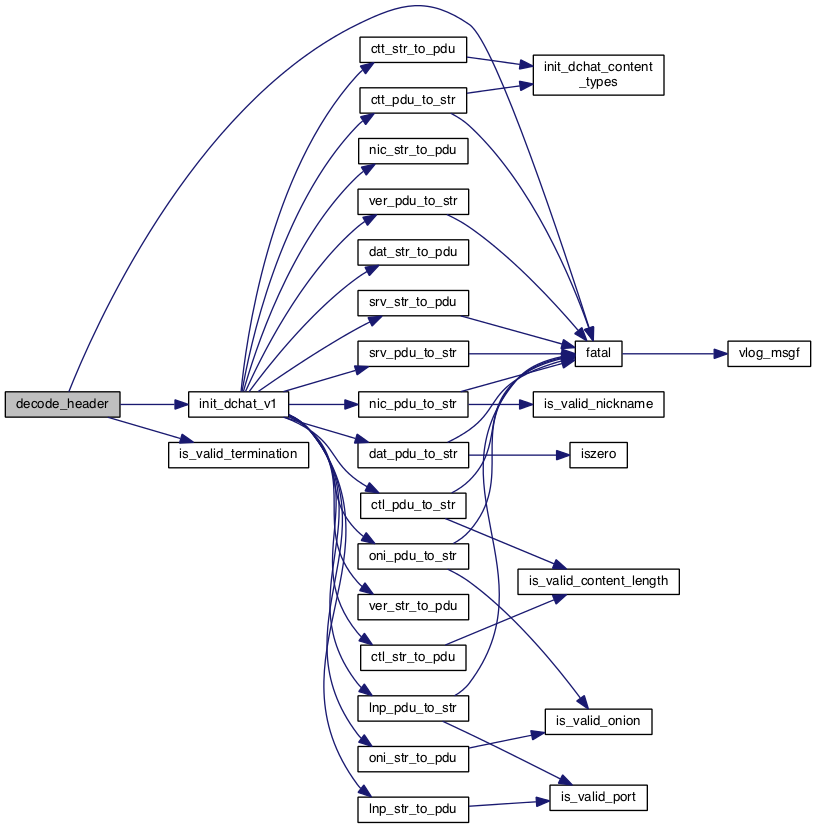 ctt_str_to_pdu
init_dchat_content
_types
ctt_pdu_to_str
nic_str_to_pdu
ver_pdu_to_str
dat_str_to_pdu
srv_str_to_pdu
srv_pdu_to_str
fatal
vlog_msgf
decode_header
init_dchat_v1
nic_pdu_to_str
is_valid_nickname
is_valid_termination
dat_pdu_to_str
iszero
ctl_pdu_to_str
oni_pdu_to_str
is_valid_content_length
ver_str_to_pdu
ctl_str_to_pdu
lnp_pdu_to_str
is_valid_onion
oni_str_to_pdu
is_valid_port
lnp_str_to_pdu